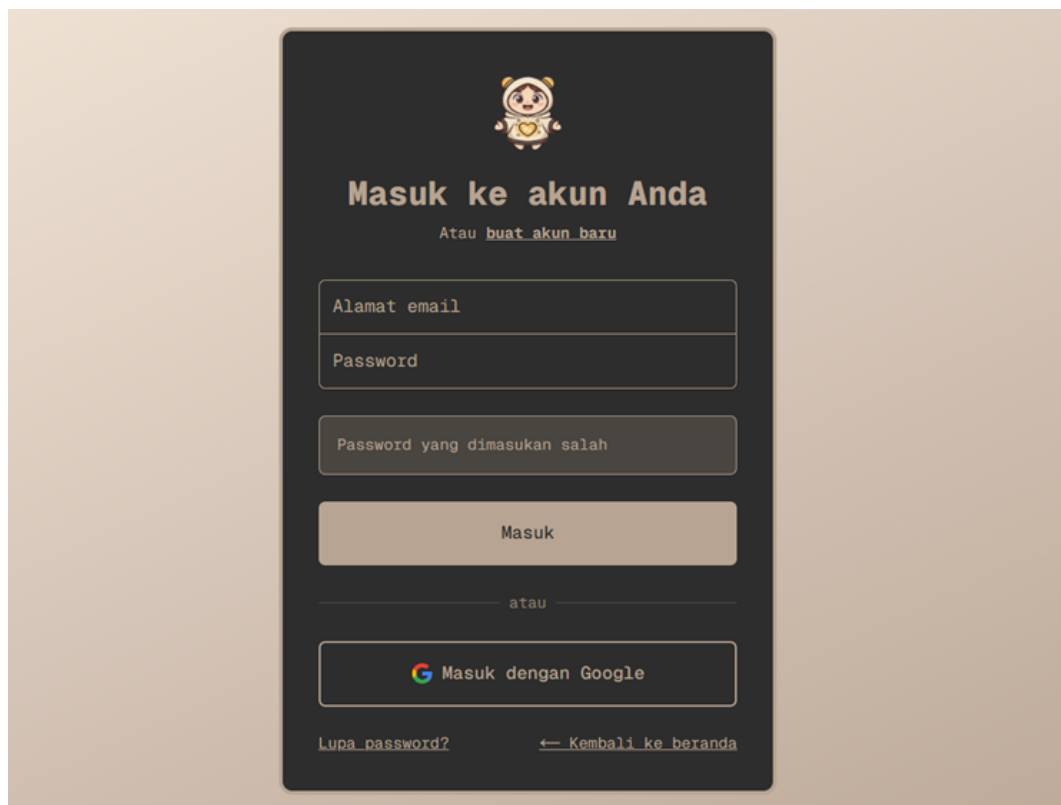 Masuk ke akun Anda
Atau buat akun baru
Alamat email
Password
Password yang dimasukan salah
Masuk
atau
Masuk dengan Google
Lupa password?
← Kembali ke beranda